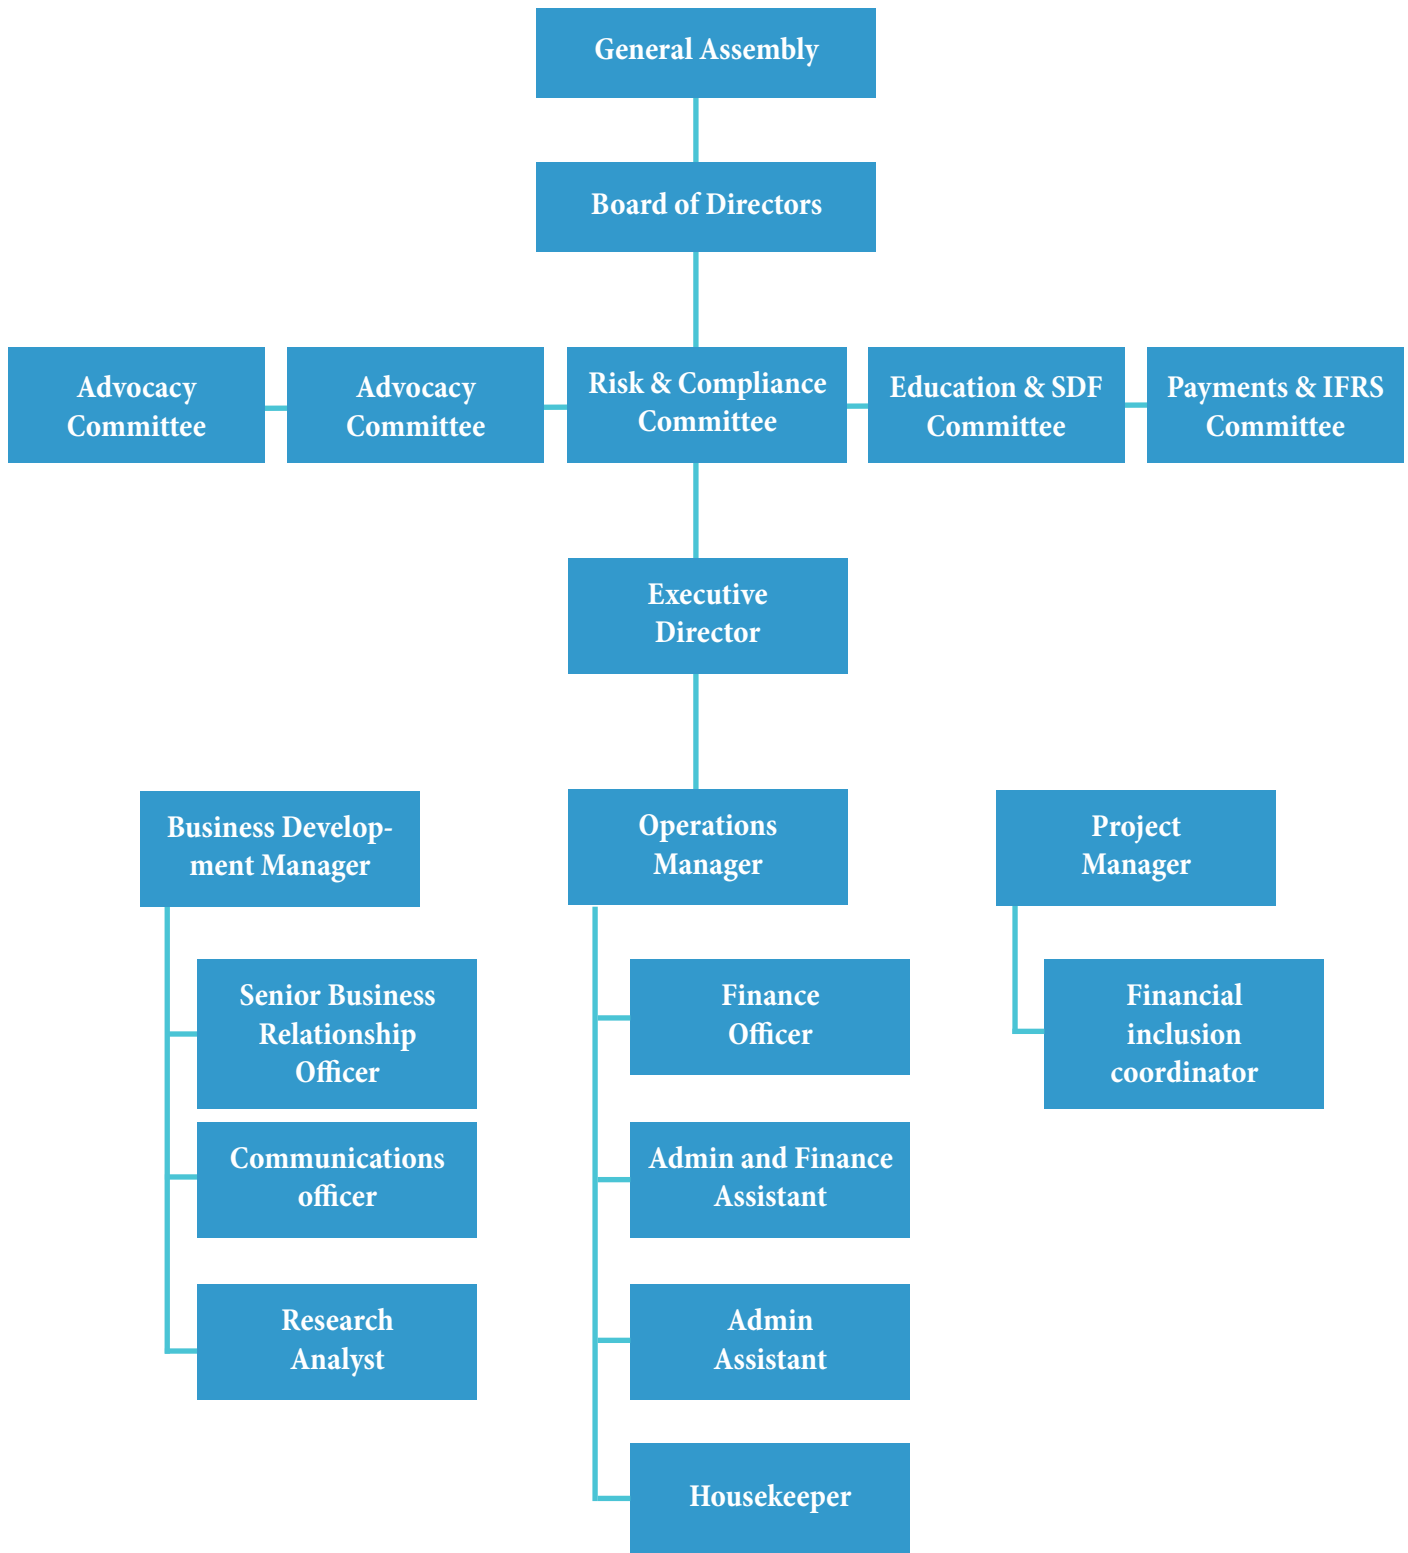 General Assembly
Board of Directors
Advocacy
Committee
Advocacy
Committee
Risk & Compliance
Committee
Education & SDF
Committee
Payments & IFRS
Committee
Executive
Director
Business Develop-
ment Manager
Senior Business
Relationship
Officer
Communications
officer
Research
Analyst
Operations
Manager
Finance
Officer
Admin and Finance
Assistant
Admin
Assistant
Housekeeper
Project
Manager
Financial
inclusion
coordinator